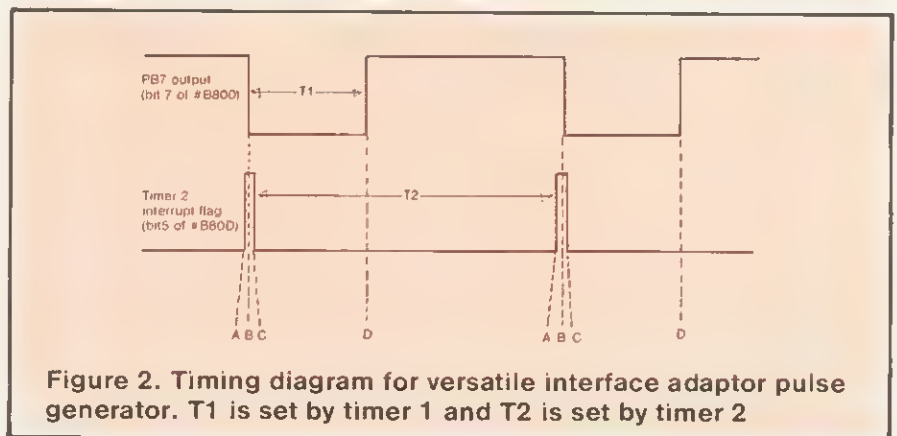 PB7 output
(bit 7 of #B800)
T1
Timer 2
interrupt flag
(bit5 of #B80D)
T2
A B C D A B C D
Figure 2. Timing diagram for versatile interface adaptor pulse
generator. T1 is set by timer 1 and T2 is set by timer 2